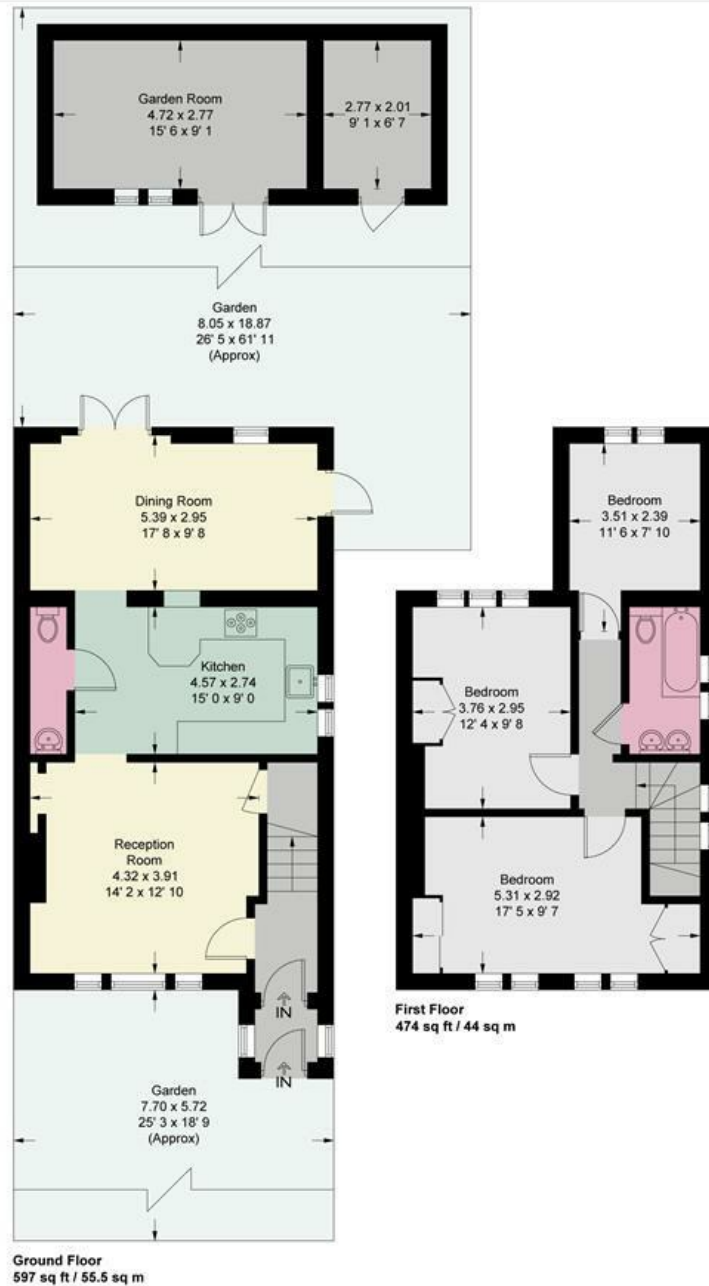 Garden Room
4.72 x 2.77
15' 6 x 9' 1
2.77 x 2.01
9' 1 x 6' 7
Garden
8.05 x 18.87
26' 5 x 61' 11
(Approx)
Dining Room
5.39 x 2.95
17' 8 x 9' 8
Kitchen
4.57 x 2.74
15' 0 x 9' 0
Reception
Room
4.32 x 3.91
14' 2 x 12' 10
IN
IN
Garden
7.70 x 5.72
25' 3 x 18' 9
(Approx)
Ground Floor
597 sq ft / 55.5 sq m
Bedroom
3.51 x 2.39
11' 6 x 7' 10
Bedroom
3.76 x 2.95
12' 4 x 9' 8
Bedroom
5.31 x 2.92
17' 5 x 9' 7
First Floor
474 sq ft / 44 sq m